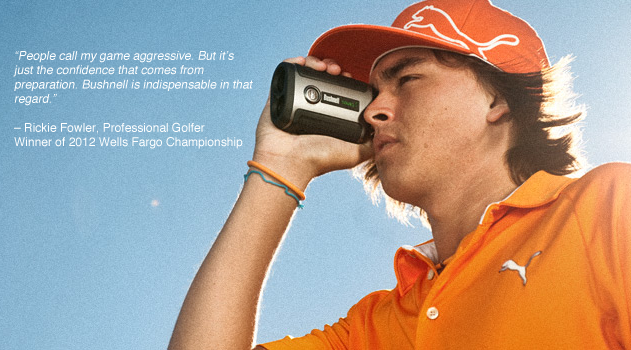 “People call my game aggressive. But it’s
just the confidence that comes from
preparation. Bushnell is indispensable in that
regard.”
– Rickie Fowler, Professional Golfer
Winner of 2012 Wells Fargo Championship
Bushnell